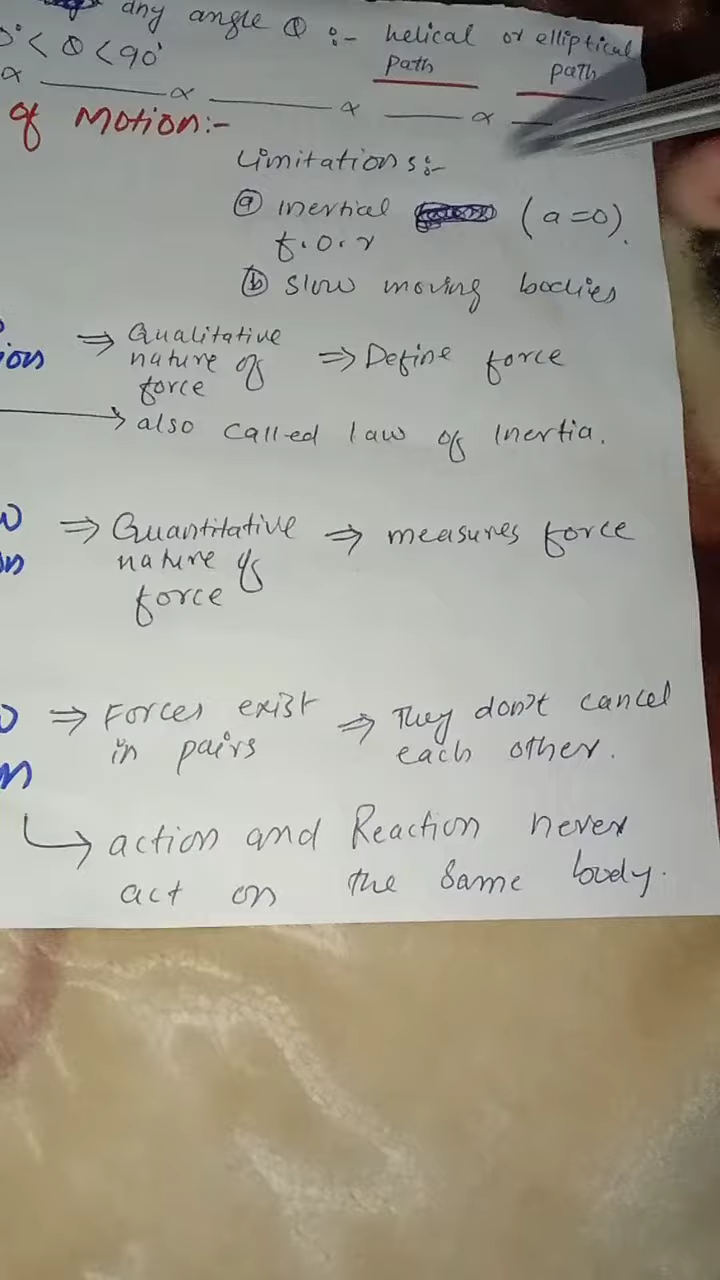 any angle θ :- helical or elliptical
0° < θ < 90° path path
∝ ∝ ∝ ∝
of Motion:-
Limitations:-
(a) inertial (a=0).
f.o.r
(b) slow moving bodies
⇒ Qualitative
nature of ⇒ Define force
force
→ also called law of Inertia.
⇒ Quantitative ⇒ measures force
nature of
force
⇒ Forces exist ⇒ They don't cancel
in pairs each other.
↳ action and Reaction never
act on the same body.